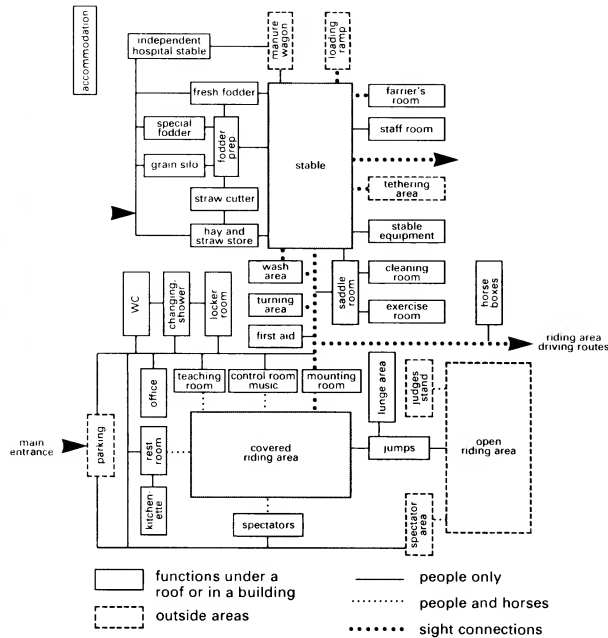 accommodation
independent
hospital stable
manure
wagon
loading
ramp
fresh fodder
farrier's
room
special
fodder
fodder
prep
staff room
stable
grain silo
tethering
area
straw cutter
hay and
straw store
stable
equipment
wash
area
saddle
room
cleaning
room
horse
boxes
WC
changing,
shower
locker
room
turning
area
exercise
room
first aid
riding area
driving routes
office
teaching
room
control room
music
mounting
room
lunge area
judges
stand
main
entrance
parking
rest
room
covered
riding area
jumps
open
riding area
kitchen-
ette
spectators
spectator
area
functions under a
roof or in a building
outside areas
people only
people and horses
sight connections